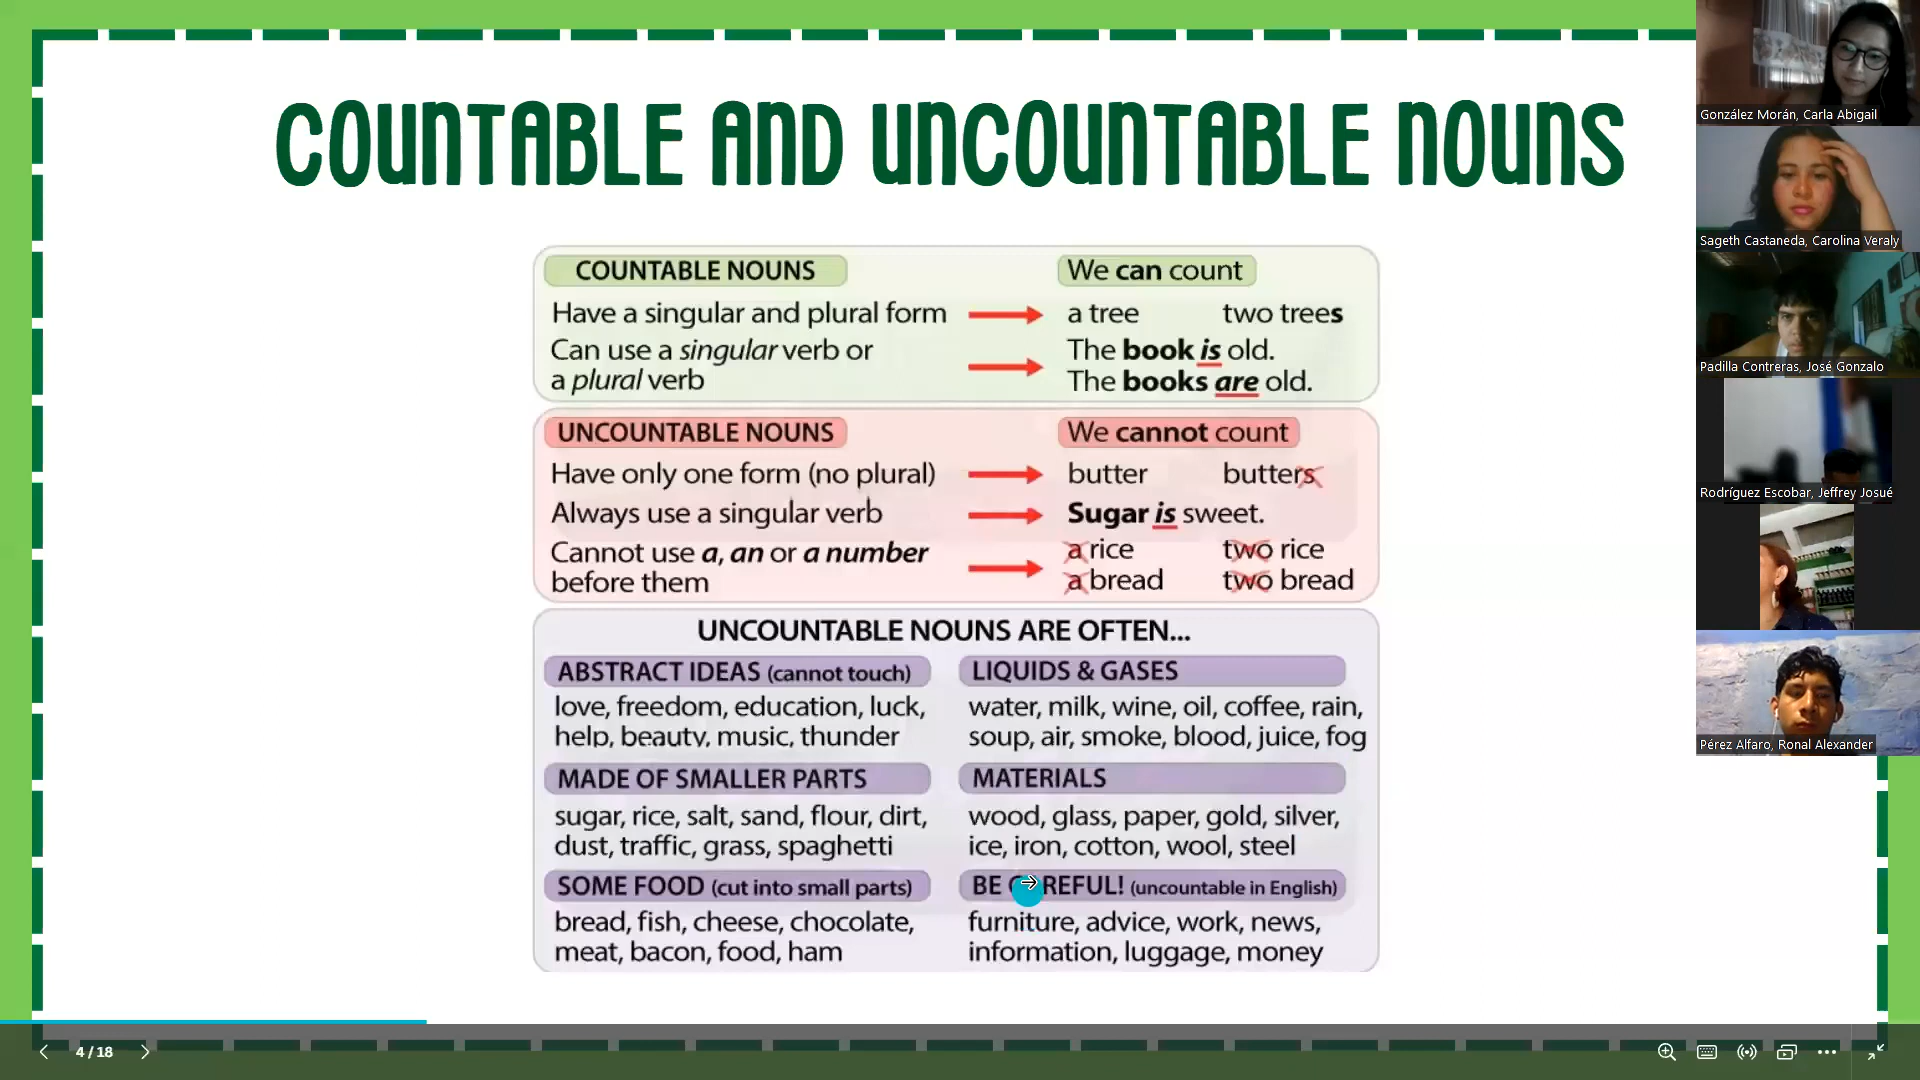 COUNTABLE AND UNCOUNTABLE NOUNS
COUNTABLE NOUNS We can count
Have a singular and plural form a tree two trees
Can use a singular verb or The book is old.
a plural verb The books are old.
UNCOUNTABLE NOUNS We cannot count
Have only one form (no plural) butter butters
Always use a singular verb Sugar is sweet.
Cannot use a, an or a number a rice two rice
before them a bread two bread
UNCOUNTABLE NOUNS ARE OFTEN...
ABSTRACT IDEAS (cannot touch)
love, freedom, education, luck,
help, beauty, music, thunder
LIQUIDS & GASES
water, milk, wine, oil, coffee, rain,
soup, air, smoke, blood, juice, fog
MADE OF SMALLER PARTS
sugar, rice, salt, sand, flour, dirt,
dust, traffic, grass, spaghetti
MATERIALS
wood, glass, paper, gold, silver,
ice, iron, cotton, wool, steel
SOME FOOD (cut into small parts)
bread, fish, cheese, chocolate,
meat, bacon, food, ham
BE CAREFUL! (uncountable in English)
furniture, advice, work, news,
information, luggage, money
González Morán, Carla Abigail
Sageth Castaneda, Carolina Veraly
Padilla Contreras, José Gonzalo
Rodríguez Escobar, Jeffrey Josué
Pérez Alfaro, Ronal Alexander
4 / 18